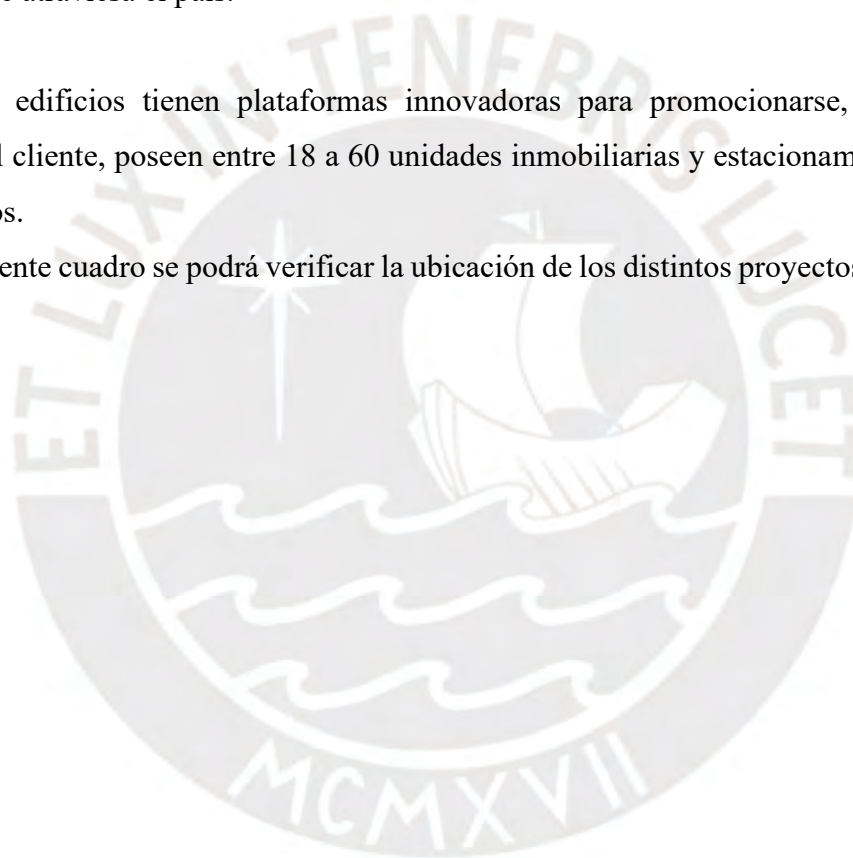 atraviesa el país.
edificios tienen plataformas innovadoras para promocionarse,
l cliente, poseen entre 18 a 60 unidades inmobiliarias y estacionam
os.
ente cuadro se podrá verificar la ubicación de los distintos proyectos
ET LUX IN TENEBRIS LUCET
MCMXVII